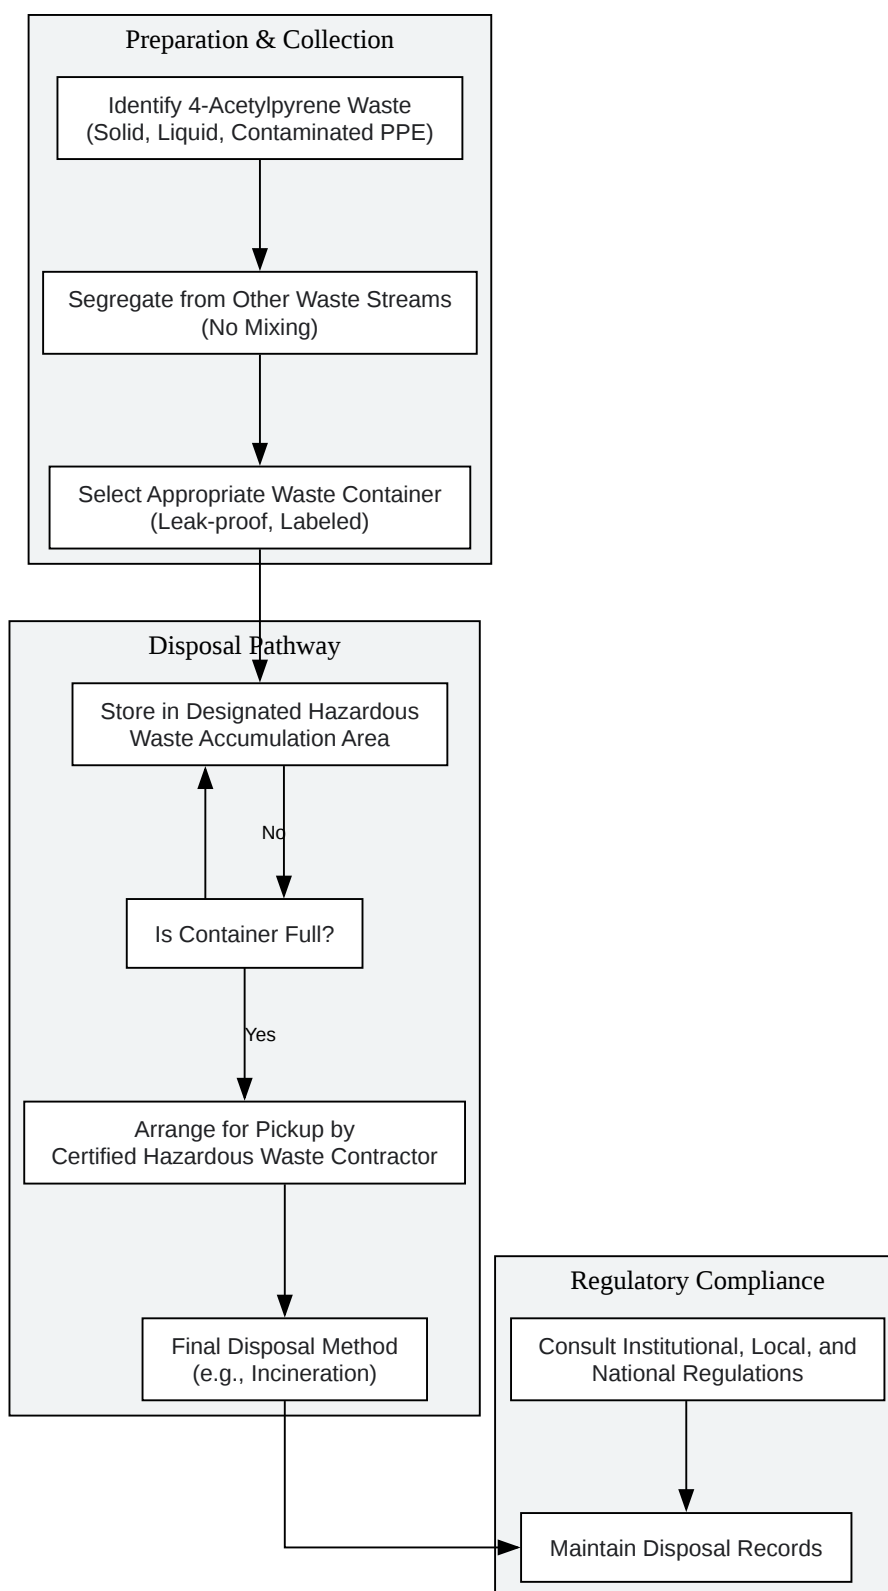 Preparation & Collection
Identify 4-Acetylpyrene Waste
(Solid, Liquid, Contaminated PPE)
Segregate from Other Waste Streams
(No Mixing)
Select Appropriate Waste Container
(Leak-proof, Labeled)
Disposal Pathway
Store in Designated Hazardous
Waste Accumulation Area
No
Is Container Full?
Yes
Arrange for Pickup by
Certified Hazardous Waste Contractor
Final Disposal Method
(e.g., Incineration)
Regulatory Compliance
Consult Institutional, Local, and
National Regulations
Maintain Disposal Records